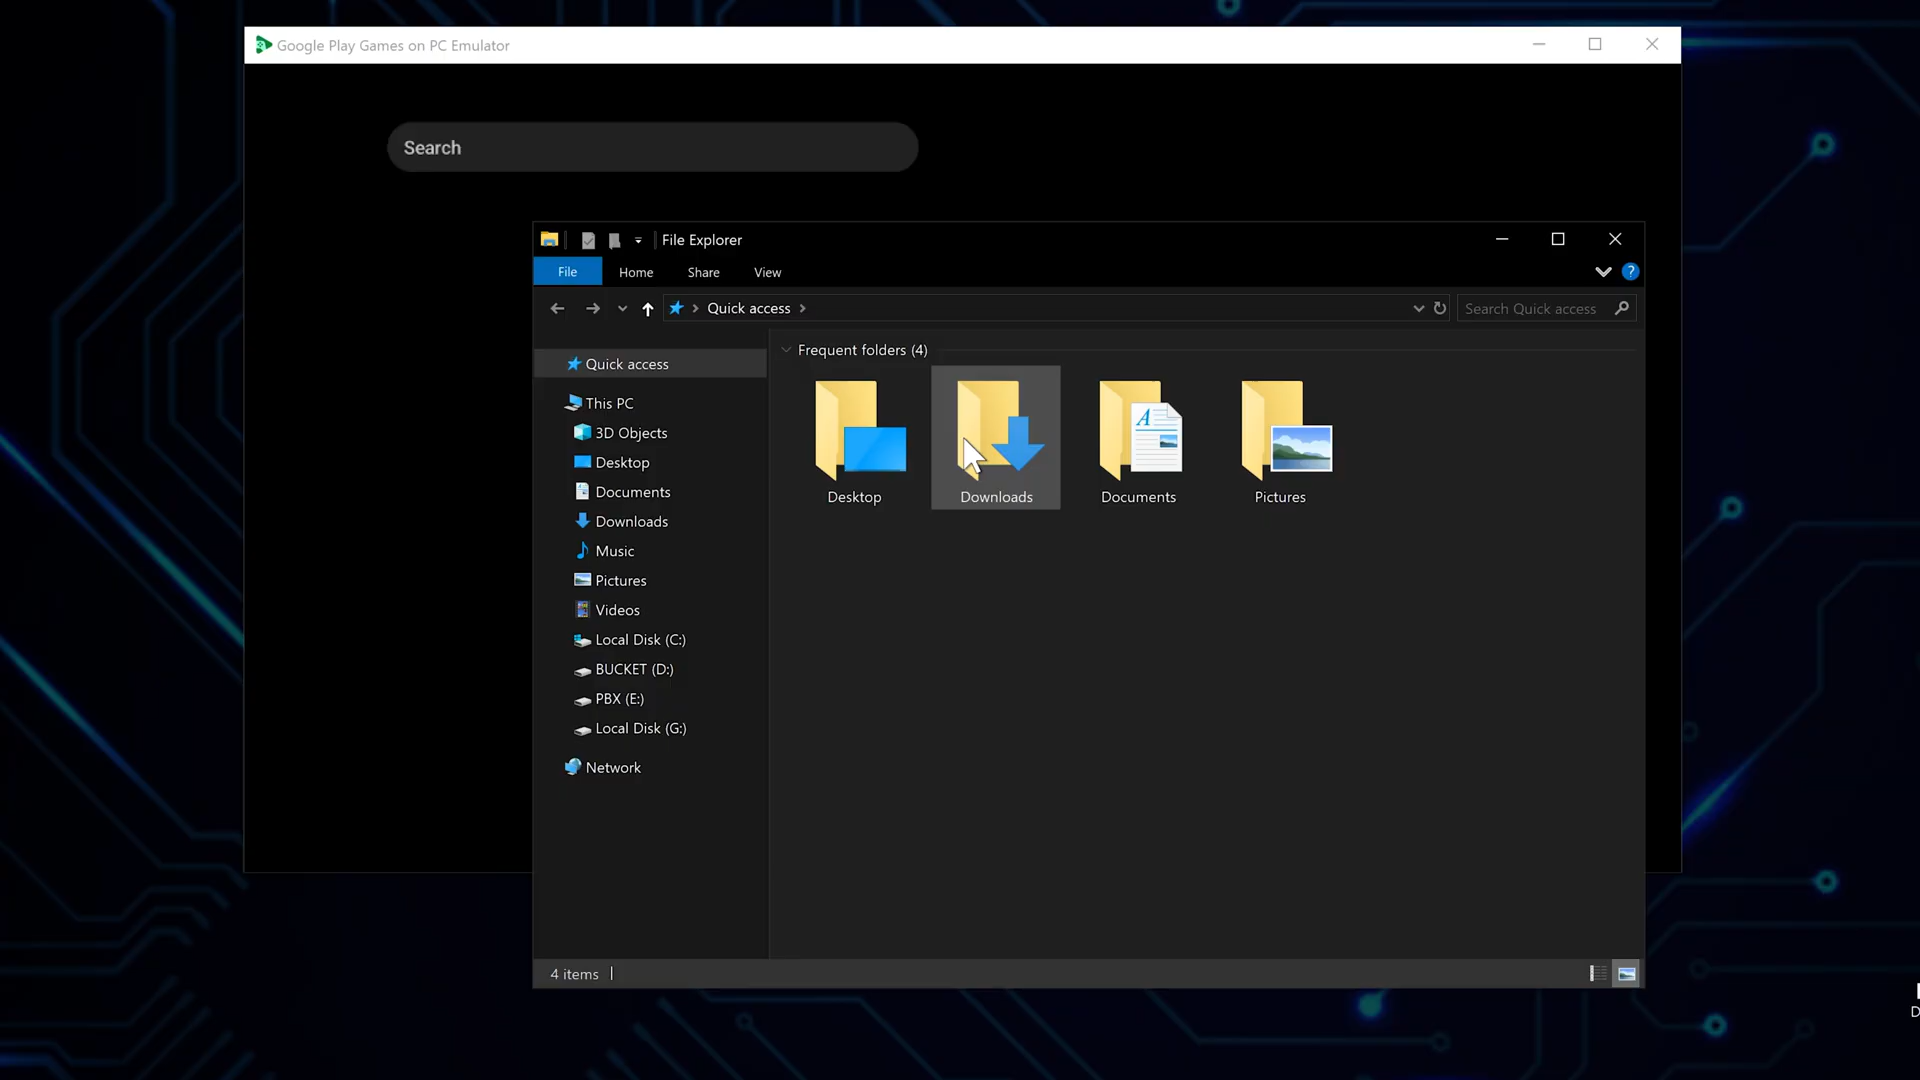 Google Play Games on PC Emulator
Search
File Explorer
File
Home
Share
View
?
Quick access
Search Quick access
Quick access
This PC
3D Objects
Desktop
Documents
Downloads
Music
Pictures
Videos
Local Disk (C:)
BUCKET (D:)
PBX (E:)
Local Disk (G:)
Network
Frequent folders (4)
Desktop
Downloads
A
Documents
Pictures
4 items
D